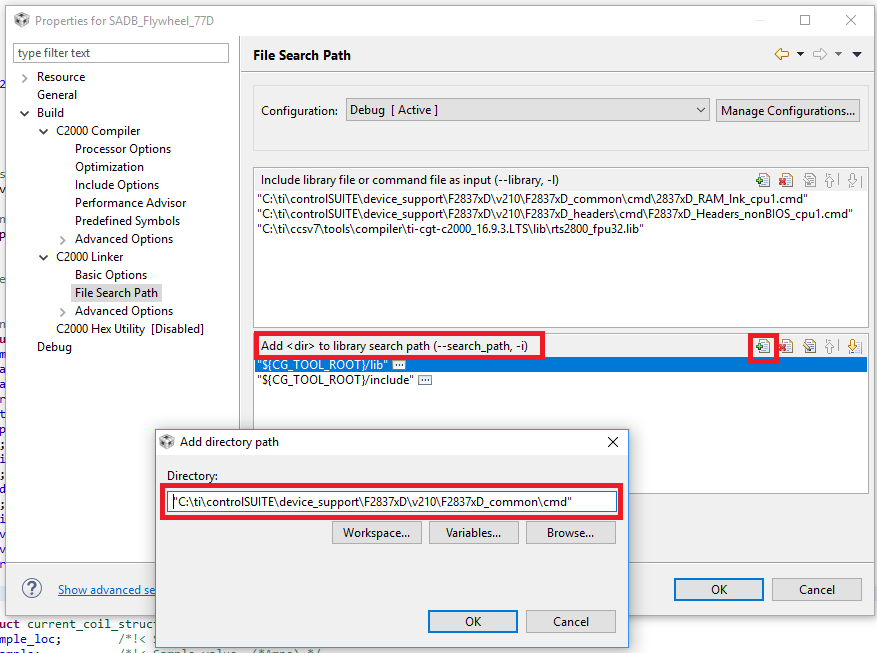 Properties for SADB_Flywheel_77D
type filter text
Resource
General
Build
C2000 Compiler
Processor Options
Optimization
Include Options
Performance Advisor
Predefined Symbols
Advanced Options
C2000 Linker
Basic Options
File Search Path
Advanced Options
C2000 Hex Utility [Disabled]
Debug
File Search Path
Configuration:
Debug [ Active ]
Manage Configurations...
Include library file or command file as input (--library, -l)
"C:\ti\controlSUITE\device_support\F2837xD\v210\F2837xD_common\cmd\2837xD_RAM_lnk_cpu1.cmd"
"C:\ti\controlSUITE\device_support\F2837xD\v210\F2837xD_headers\cmd\F2837xD_Headers_nonBIOS_cpu1.cmd"
"C:\ti\ccsv7\tools\compiler\ti-cgt-c2000_16.9.3.LTS\lib\rts2800_fpu32.lib"
Add <dir> to library search path (--search_path, -i)
"${CG_TOOL_ROOT}/lib"
"${CG_TOOL_ROOT}/include"
Add directory path
Directory:
"C:\ti\controlSUITE\device_support\F2837xD\v210\F2837xD_common\cmd"
Workspace...
Variables...
Browse...
OK
Cancel
Show advanced se
OK
Cancel
uct current_coil_struct
mple_loc; /*!<